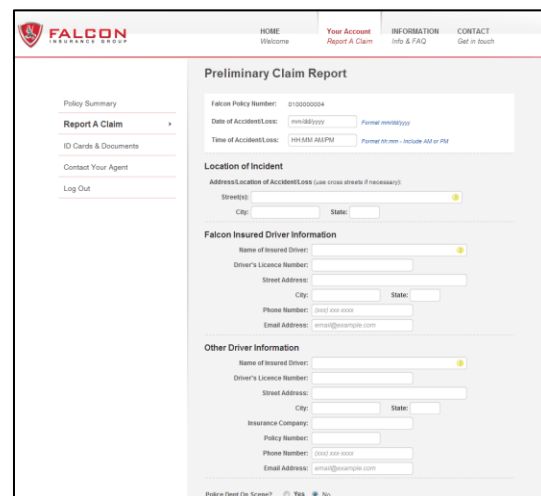 FALCON
INSURANCE GROUP
HOME
Welcome
Your Account
Report A Claim
INFORMATION
Info & FAQ
CONTACT
Get in touch
Preliminary Claim Report
Policy Summary
Report A Claim
ID Cards & Documents
Contact Your Agent
Log Out
Falcon Policy Number: 0100000004
Date of Accident/Loss: mm/dd/yyyy Format mm/dd/yyyy
Time of Accident/Loss: HH:MM AM/PM Format hh:mm - Include AM or PM
Location of Incident
Address/Location of Accident/Loss (use cross streets if necessary):
Street(s):
City: State:
Falcon Insured Driver Information
Name of Insured Driver:
Driver's Licence Number:
Street Address:
City: State:
Phone Number: (xxx) xxx-xxxx
Email Address: email@example.com
Other Driver Information
Name of Insured Driver:
Driver's Licence Number:
Street Address:
City: State:
Insurance Company:
Policy Number:
Phone Number: (xxx) xxx-xxxx
Email Address: email@example.com
Police Dept On Scene? Yes No